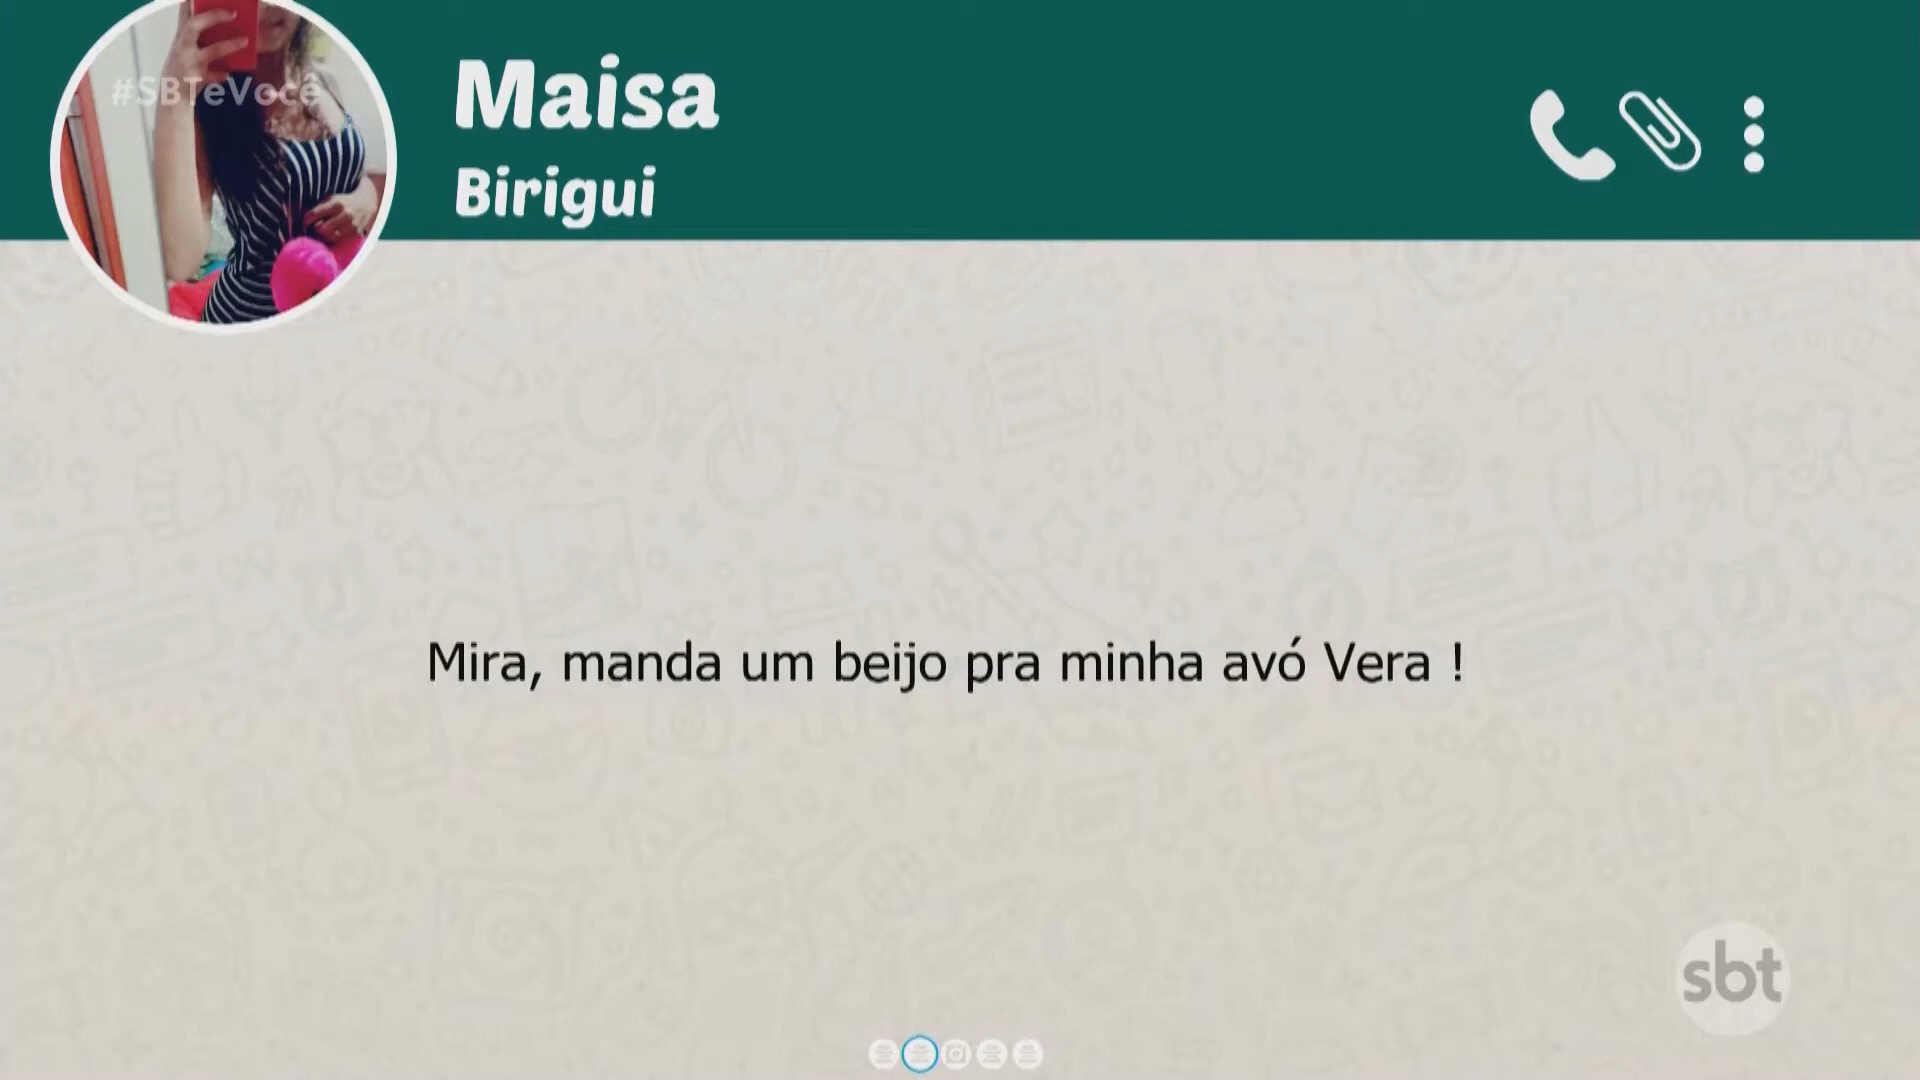 #SBTeVocê
Maisa
Birigui
Mira, manda um beijo pra minha avó Vera !
sbt